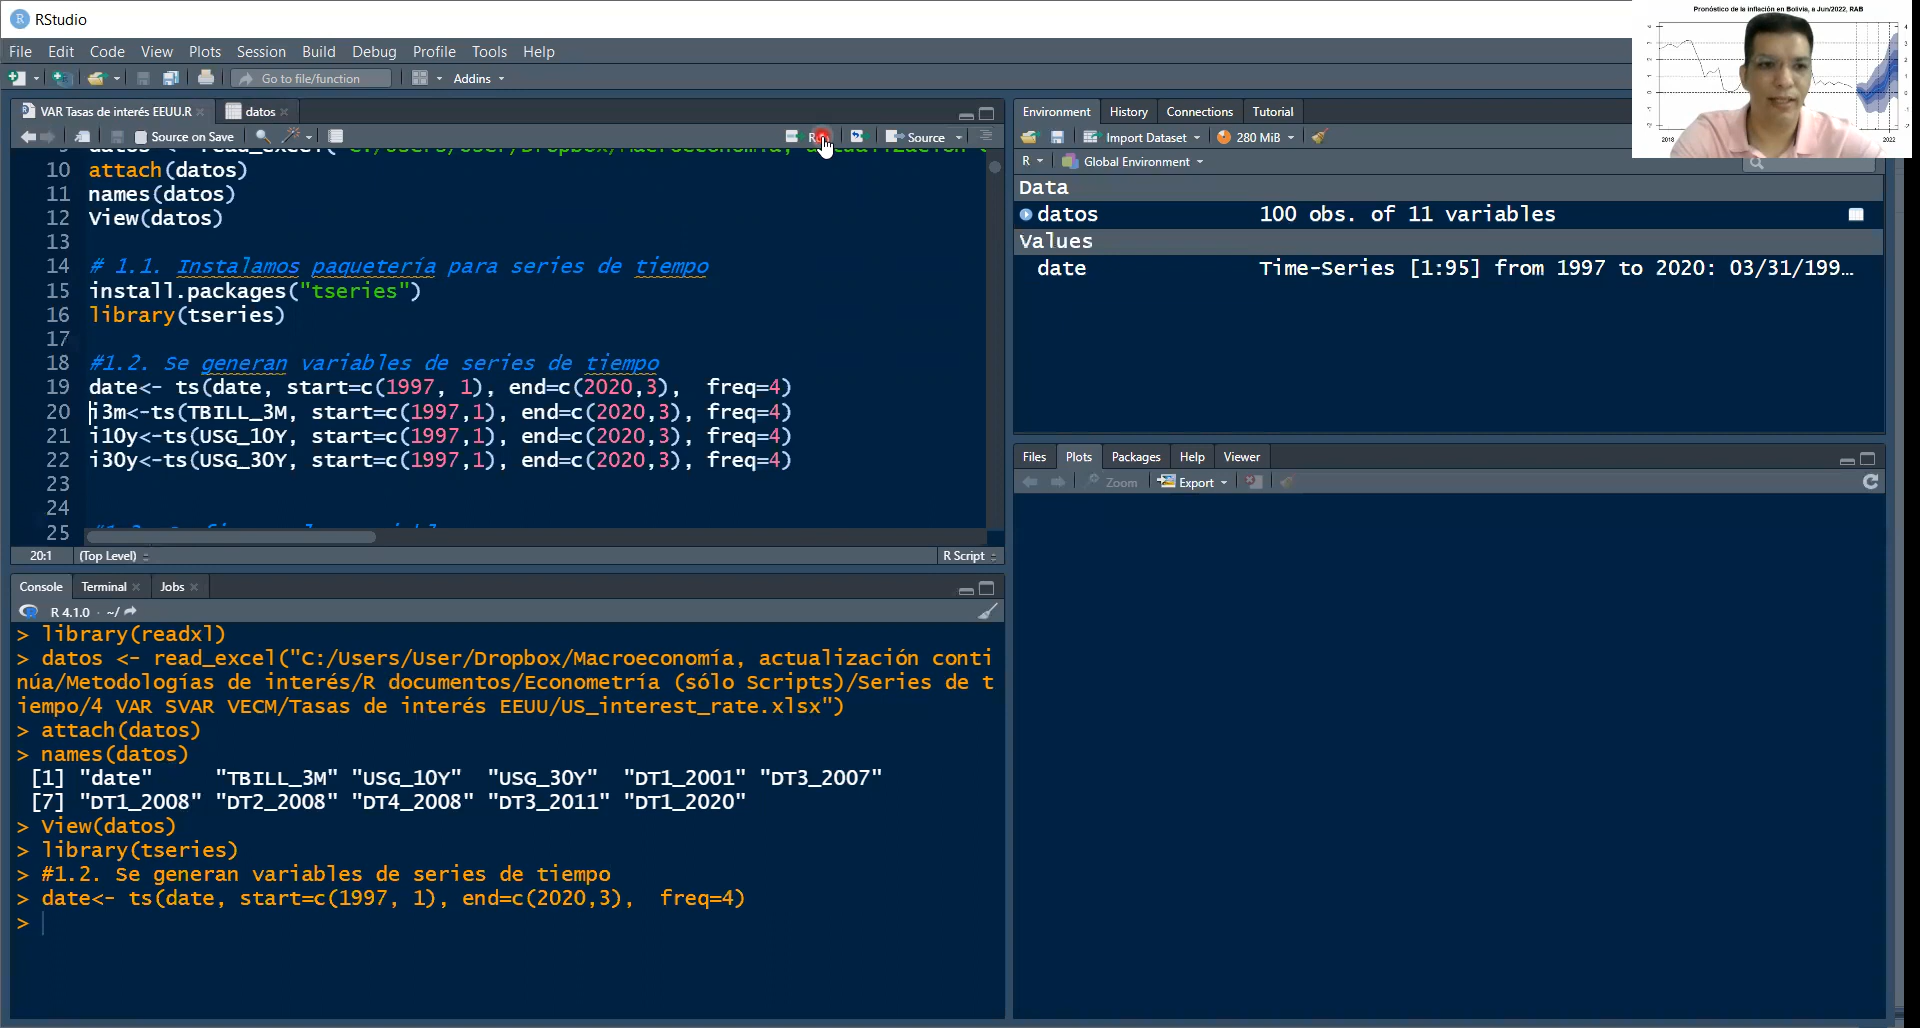 RStudio
File Edit Code View Plots Session Build Debug Profile Tools Help
Go to file/function Addins
VAR Tasas de interés EEUU.R datos
Source on Save Source
10 attach(datos)
11 names(datos)
12 View(datos)
13
14 # 1.1. Instalamos paquetería para series de tiempo
15 install.packages("tseries")
16 library(tseries)
17
18 #1.2. Se generan variables de series de tiempo
19 date<- ts(date, start=c(1997, 1), end=c(2020,3), freq=4)
20 i3m<-ts(TBILL_3M, start=c(1997,1), end=c(2020,3), freq=4)
21 i10y<-ts(USG_10Y, start=c(1997,1), end=c(2020,3), freq=4)
22 i30y<-ts(USG_30Y, start=c(1997,1), end=c(2020,3), freq=4)
23
24
25
20:1 (Top Level) R Script
Console Terminal Jobs
R 4.1.0 · ~/
> library(readxl)
> datos <- read_excel("C:/Users/User/Dropbox/Macroeconomía, actualización conti
núa/Metodologías de interés/R documentos/Econometría (sólo Scripts)/Series de t
iempo/4 VAR SVAR VECM/Tasas de interés EEUU/US_interest_rate.xlsx")
> attach(datos)
> names(datos)
[1] "date" "TBILL_3M" "USG_10Y" "USG_30Y" "DT1_2001" "DT3_2007"
[7] "DT1_2008" "DT2_2008" "DT4_2008" "DT3_2011" "DT1_2020"
> View(datos)
> library(tseries)
> #1.2. Se generan variables de series de tiempo
> date<- ts(date, start=c(1997, 1), end=c(2020,3), freq=4)
>
Environment History Connections Tutorial
Import Dataset 280 MiB
R Global Environment
Data
datos 100 obs. of 11 variables
Values
date Time-Series [1:95] from 1997 to 2020: 03/31/199...
Files Plots Packages Help Viewer
Zoom Export
Pronóstico de la inflación en Bolivia, a Jun/2022, RAB
2018 2022